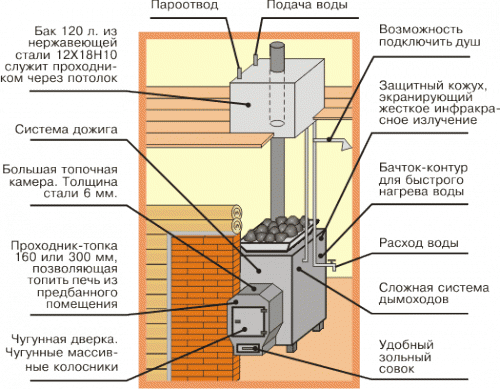 Пароотвод
Подача воды
Бак 120 л. из
нержавеющей
стали 12Х18Н10
служит проходни-
ком через потолок
Система дожига
Большая топочная
камера. Толщина
стали 6 мм.
Проходник-топка
160 или 300 мм,
позволяющая
топить печь из
предбанного
помещения
Чугунная дверка.
Чугунные массив-
ные колосники
Возможность
подключить душ
Защитный кожух,
экранирующий
жесткое инфракра-
сное излучение
Бачток-контур
для быстрого
нагрева воды
Расход воды
Сложная система
дымоходов
Удобный
зольный
совок